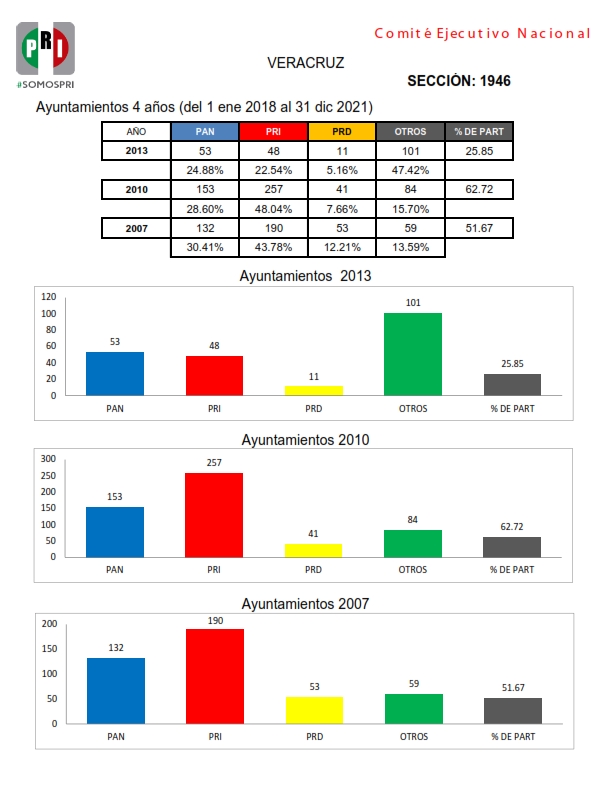 Comité Ejecutivo Nacional
PRI
#SOMOSPRI
VERACRUZ
SECCIÓN: 1946
Ayuntamientos 4 años (del 1 ene 2018 al 31 dic 2021)
AÑO PAN PRI PRD OTROS % DE PART
2013 53 48 11 101 25.85
24.88% 22.54% 5.16% 47.42%
2010 153 257 41 84 62.72
28.60% 48.04% 7.66% 15.70%
2007 132 190 53 59 51.67
30.41% 43.78% 12.21% 13.59%
Ayuntamientos 2013
120
100
80
60
40
20
0
53 48 11 101 25.85
PAN PRI PRD OTROS % DE PART
Ayuntamientos 2010
300
250
200
150
100
50
0
153 257 41 84 62.72
PAN PRI PRD OTROS % DE PART
Ayuntamientos 2007
200
150
100
50
0
132 190 53 59 51.67
PAN PRI PRD OTROS % DE PART